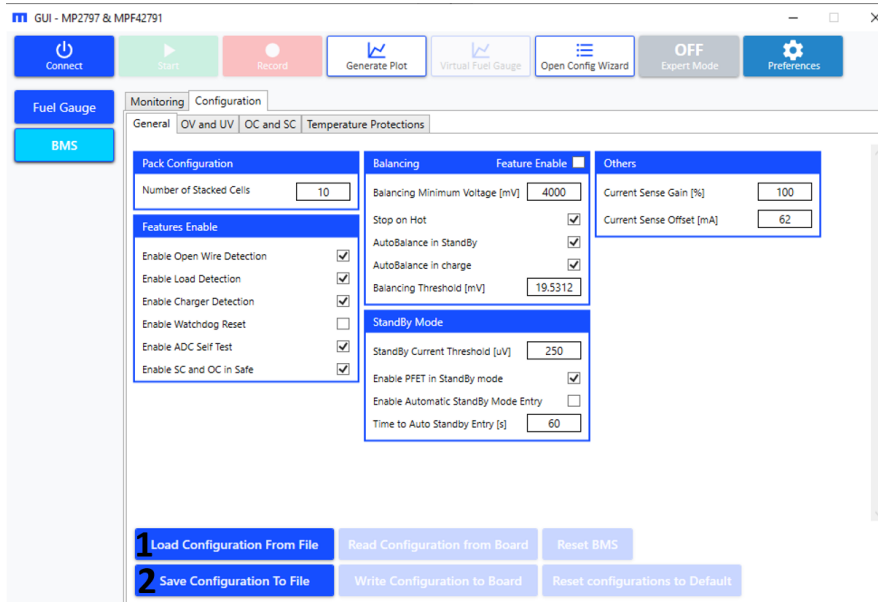 GUI - MP2797 & MPF42791
Connect
Start
Record
Generate Plot
Virtual Fuel Gauge
Open Config Wizard
OFF
Expert Mode
Preferences
Fuel Gauge
BMS
Monitoring Configuration
General OV and UV OC and SC Temperature Protections
Pack Configuration
Number of Stacked Cells 10
Features Enable
Enable Open Wire Detection
Enable Load Detection
Enable Charger Detection
Enable Watchdog Reset
Enable ADC Self Test
Enable SC and OC in Safe
Balancing Feature Enable
Balancing Minimum Voltage [mV] 4000
Stop on Hot
AutoBalance in StandBy
AutoBalance in charge
Balancing Threshold [mV] 19.5312
StandBy Mode
StandBy Current Threshold [uV] 250
Enable PFET in StandBy mode
Enable Automatic StandBy Mode Entry
Time to Auto Standby Entry [s] 60
Others
Current Sense Gain [%] 100
Current Sense Offset [mA] 62
1 Load Configuration From File Read Configuration from Board Reset BMS
2 Save Configuration To File Write Configuration to Board Reset configurations to Default